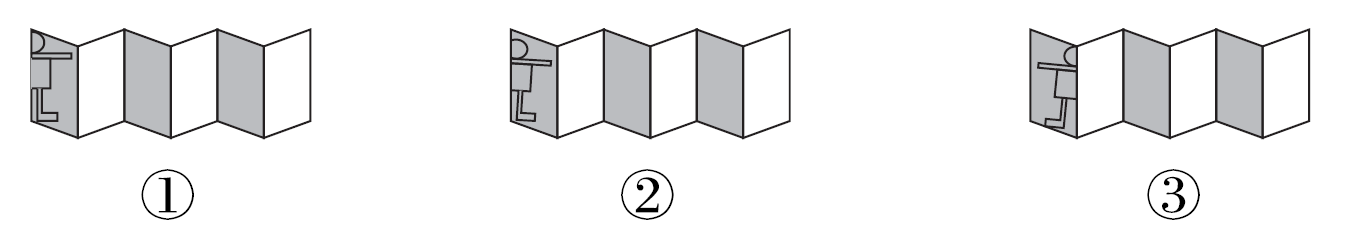 ① ② ③